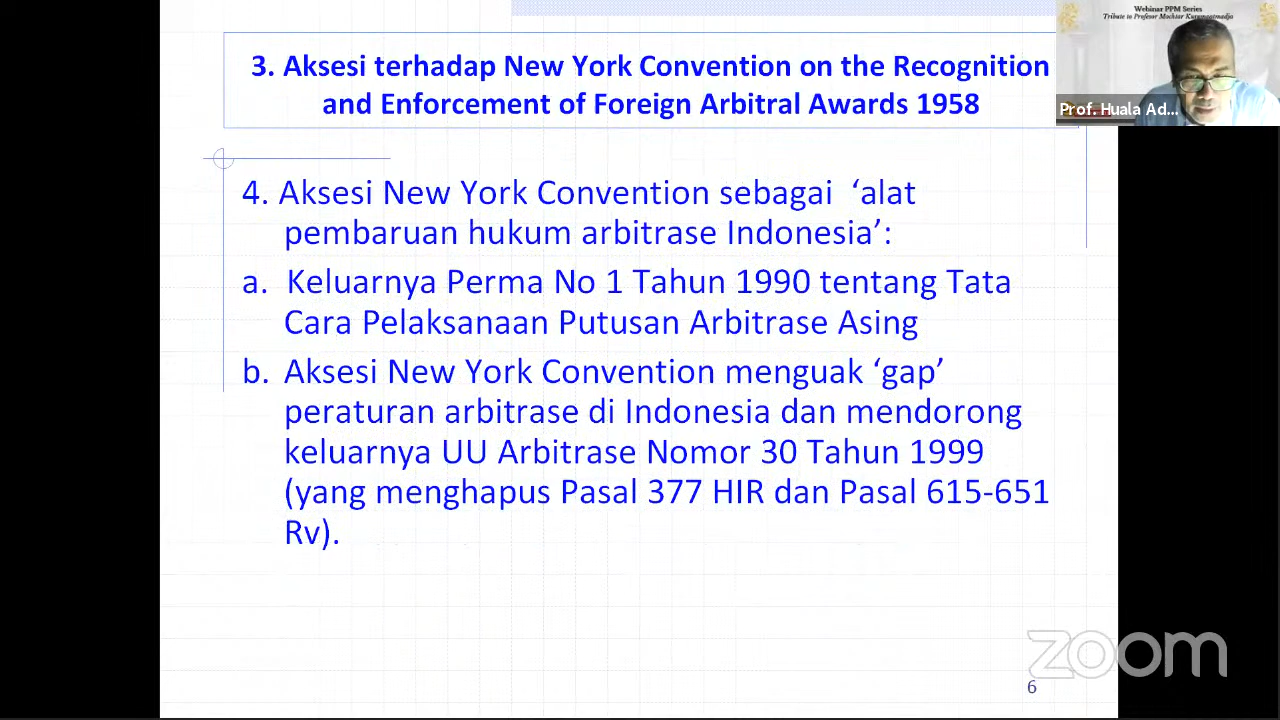 Webinar PPM Series
Tribute to Profesor Mochtar Kusumaatmadja
Prof. Huala Ad...
3. Aksesi terhadap New York Convention on the Recognition
and Enforcement of Foreign Arbitral Awards 1958
4. Aksesi New York Convention sebagai ‘alat
pembaruan hukum arbitrase Indonesia’:
a. Keluarnya Perma No 1 Tahun 1990 tentang Tata
Cara Pelaksanaan Putusan Arbitrase Asing
b. Aksesi New York Convention menguak ‘gap’
peraturan arbitrase di Indonesia dan mendorong
keluarnya UU Arbitrase Nomor 30 Tahun 1999
(yang menghapus Pasal 377 HIR dan Pasal 615-651
Rv).
zoom
6